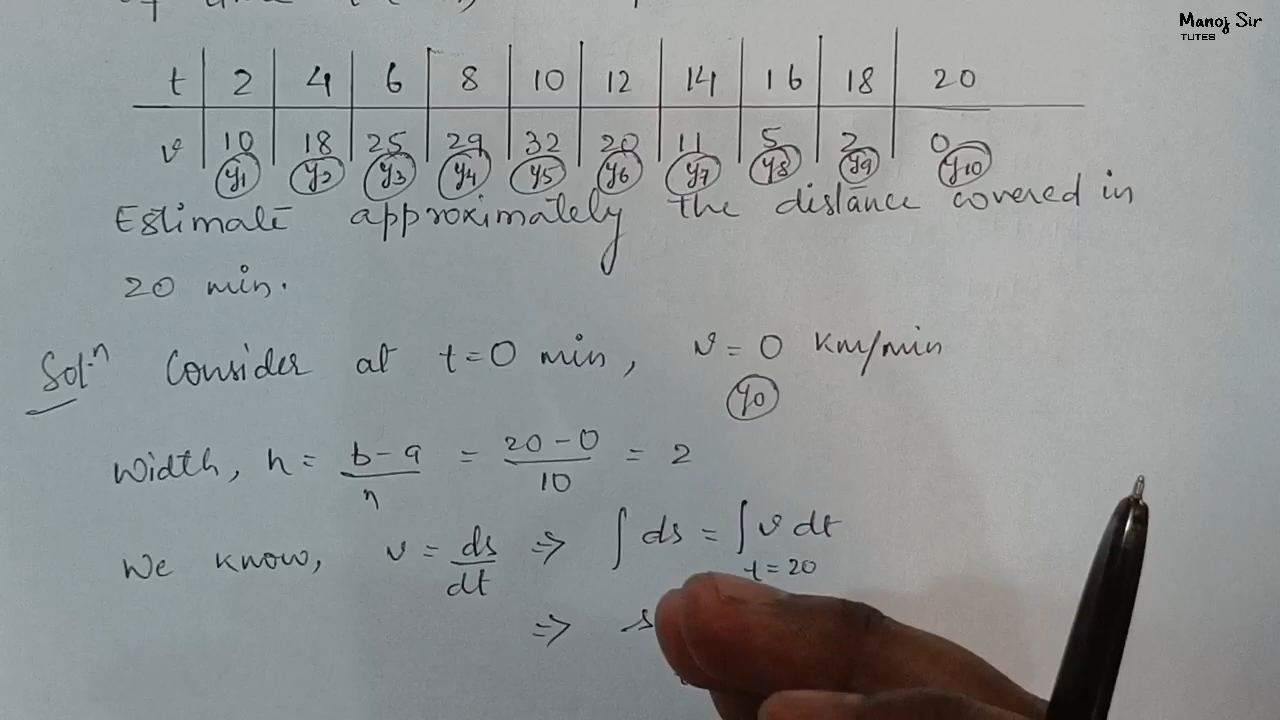 Manoj Sir
TUTES
t 2 4 6 8 10 12 14 16 18 20
v 10 18 25 29 32 20 11 5 2 0
y1 y2 y3 y4 y5 y6 y7 y8 y9 y10
Estimate approximately the distance covered in
20 min.
Sol.n Consider at t=0 min, v = 0 km/min
y0
Width, h = b-a/n = 20-0/10 = 2
We know, v = ds/dt ⇒ ∫ ds = ∫ v dt
t = 20
⇒ s